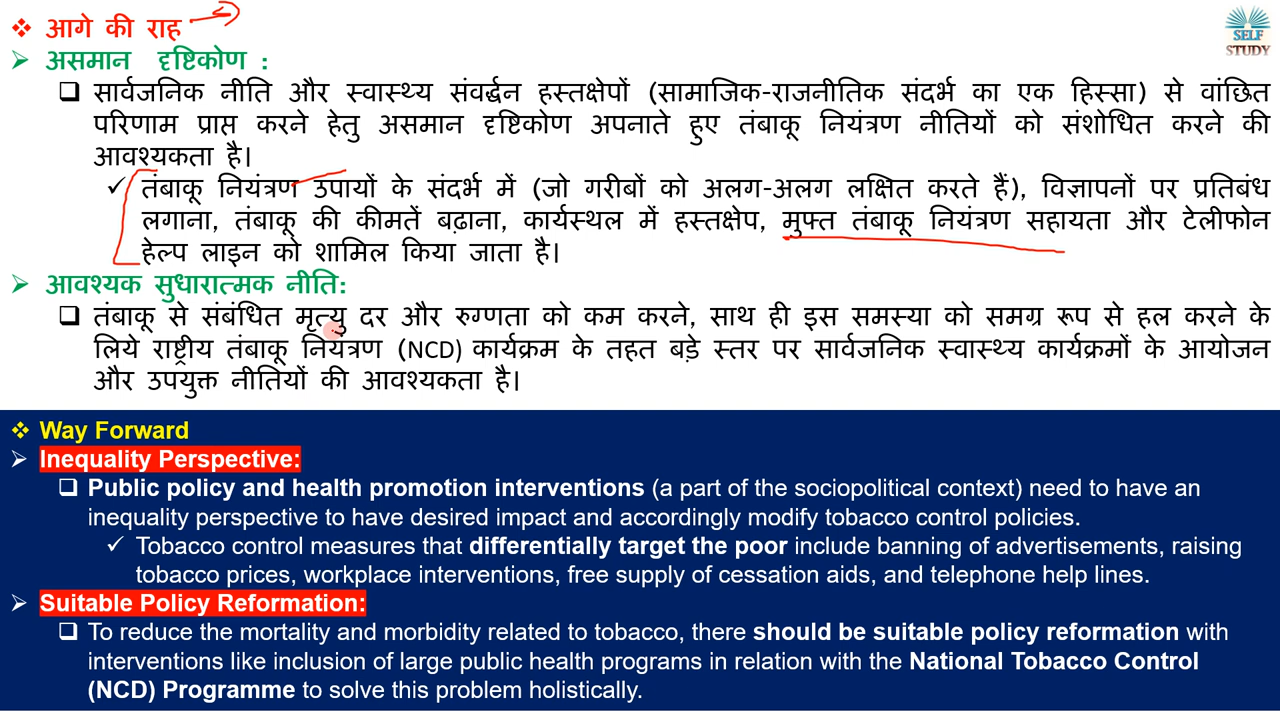 ❖ आगे की राह
SELF
STUDY
➢ असमान दृष्टिकोण :
❑ सार्वजनिक नीति और स्वास्थ्य संवर्द्धन हस्तक्षेपों (सामाजिक-राजनीतिक संदर्भ का एक हिस्सा) से वांछित
परिणाम प्राप्त करने हेतु असमान दृष्टिकोण अपनाते हुए तंबाकू नियंत्रण नीतियों को संशोधित करने की
आवश्यकता है।
✓ तंबाकू नियंत्रण उपायों के संदर्भ में (जो गरीबों को अलग-अलग लक्षित करते हैं), विज्ञापनों पर प्रतिबंध
लगाना, तंबाकू की कीमतें बढ़ाना, कार्यस्थल में हस्तक्षेप, मुफ्त तंबाकू नियंत्रण सहायता और टेलीफोन
हेल्प लाइन को शामिल किया जाता है।
➢ आवश्यक सुधारात्मक नीति:
❑ तंबाकू से संबंधित मृत्यु दर और रुग्णता को कम करने, साथ ही इस समस्या को समग्र रूप से हल करने के
लिये राष्ट्रीय तंबाकू नियंत्रण (NCD) कार्यक्रम के तहत बड़े स्तर पर सार्वजनिक स्वास्थ्य कार्यक्रमों के आयोजन
और उपयुक्त नीतियों की आवश्यकता है।
❖ Way Forward
➢ Inequality Perspective:
❑ Public policy and health promotion interventions (a part of the sociopolitical context) need to have an
inequality perspective to have desired impact and accordingly modify tobacco control policies.
✓ Tobacco control measures that differentially target the poor include banning of advertisements, raising
tobacco prices, workplace interventions, free supply of cessation aids, and telephone help lines.
➢ Suitable Policy Reformation:
❑ To reduce the mortality and morbidity related to tobacco, there should be suitable policy reformation with
interventions like inclusion of large public health programs in relation with the National Tobacco Control
(NCD) Programme to solve this problem holistically.